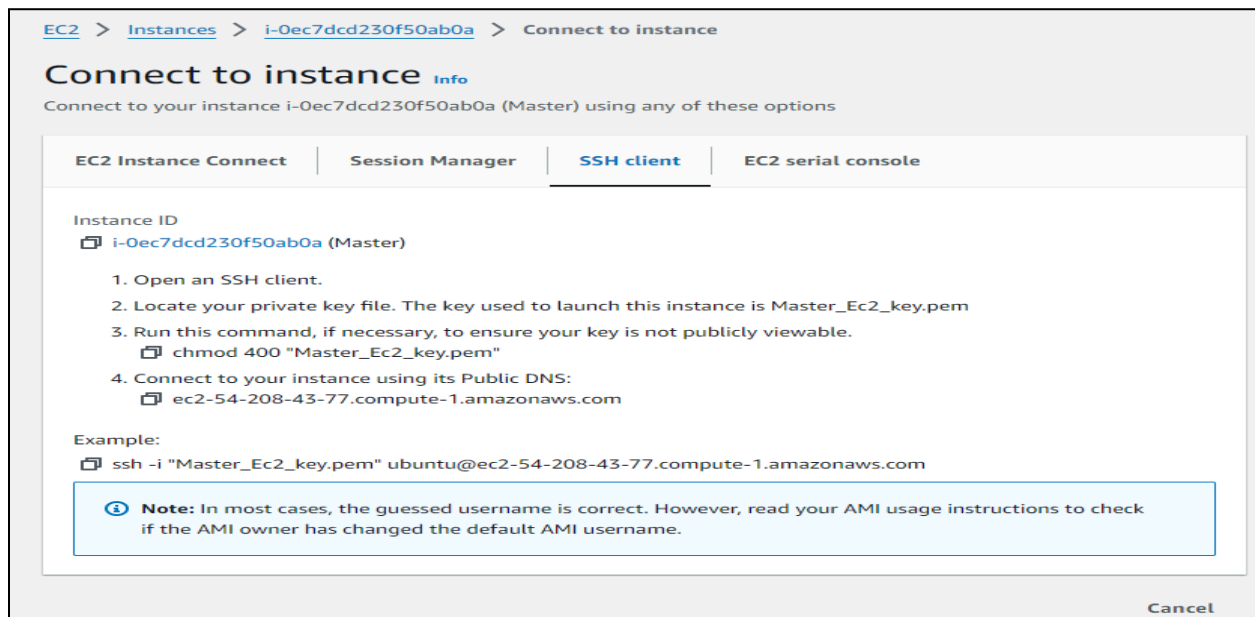 EC2 > Instances > i-0ec7dcd230f50ab0a > Connect to instance
Connect to instance Info
Connect to your instance i-0ec7dcd230f50ab0a (Master) using any of these options
EC2 Instance Connect Session Manager SSH client EC2 serial console
Instance ID
i-0ec7dcd230f50ab0a (Master)
1. Open an SSH client.
2. Locate your private key file. The key used to launch this instance is Master_Ec2_key.pem
3. Run this command, if necessary, to ensure your key is not publicly viewable.
chmod 400 "Master_Ec2_key.pem"
4. Connect to your instance using its Public DNS:
ec2-54-208-43-77.compute-1.amazonaws.com
Example:
ssh -i "Master_Ec2_key.pem" ubuntu@ec2-54-208-43-77.compute-1.amazonaws.com
Note: In most cases, the guessed username is correct. However, read your AMI usage instructions to check
if the AMI owner has changed the default AMI username.
Cancel